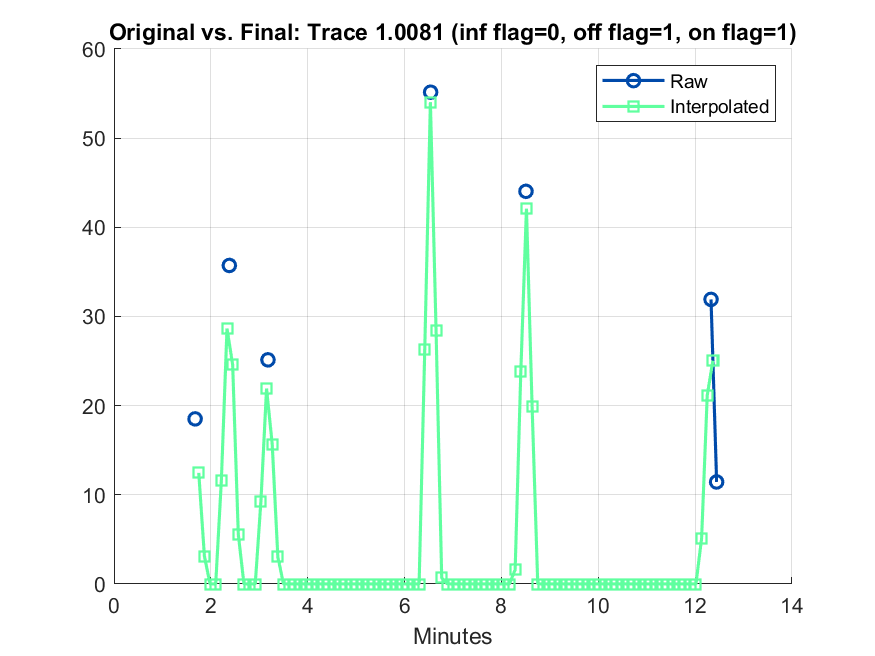 Original vs. Final: Trace 1.0081 (inf flag=0, off flag=1, on flag=1)
60
50
40
30
20
10
0
Raw
Interpolated
0 2 4 6 8 10 12 14
Minutes